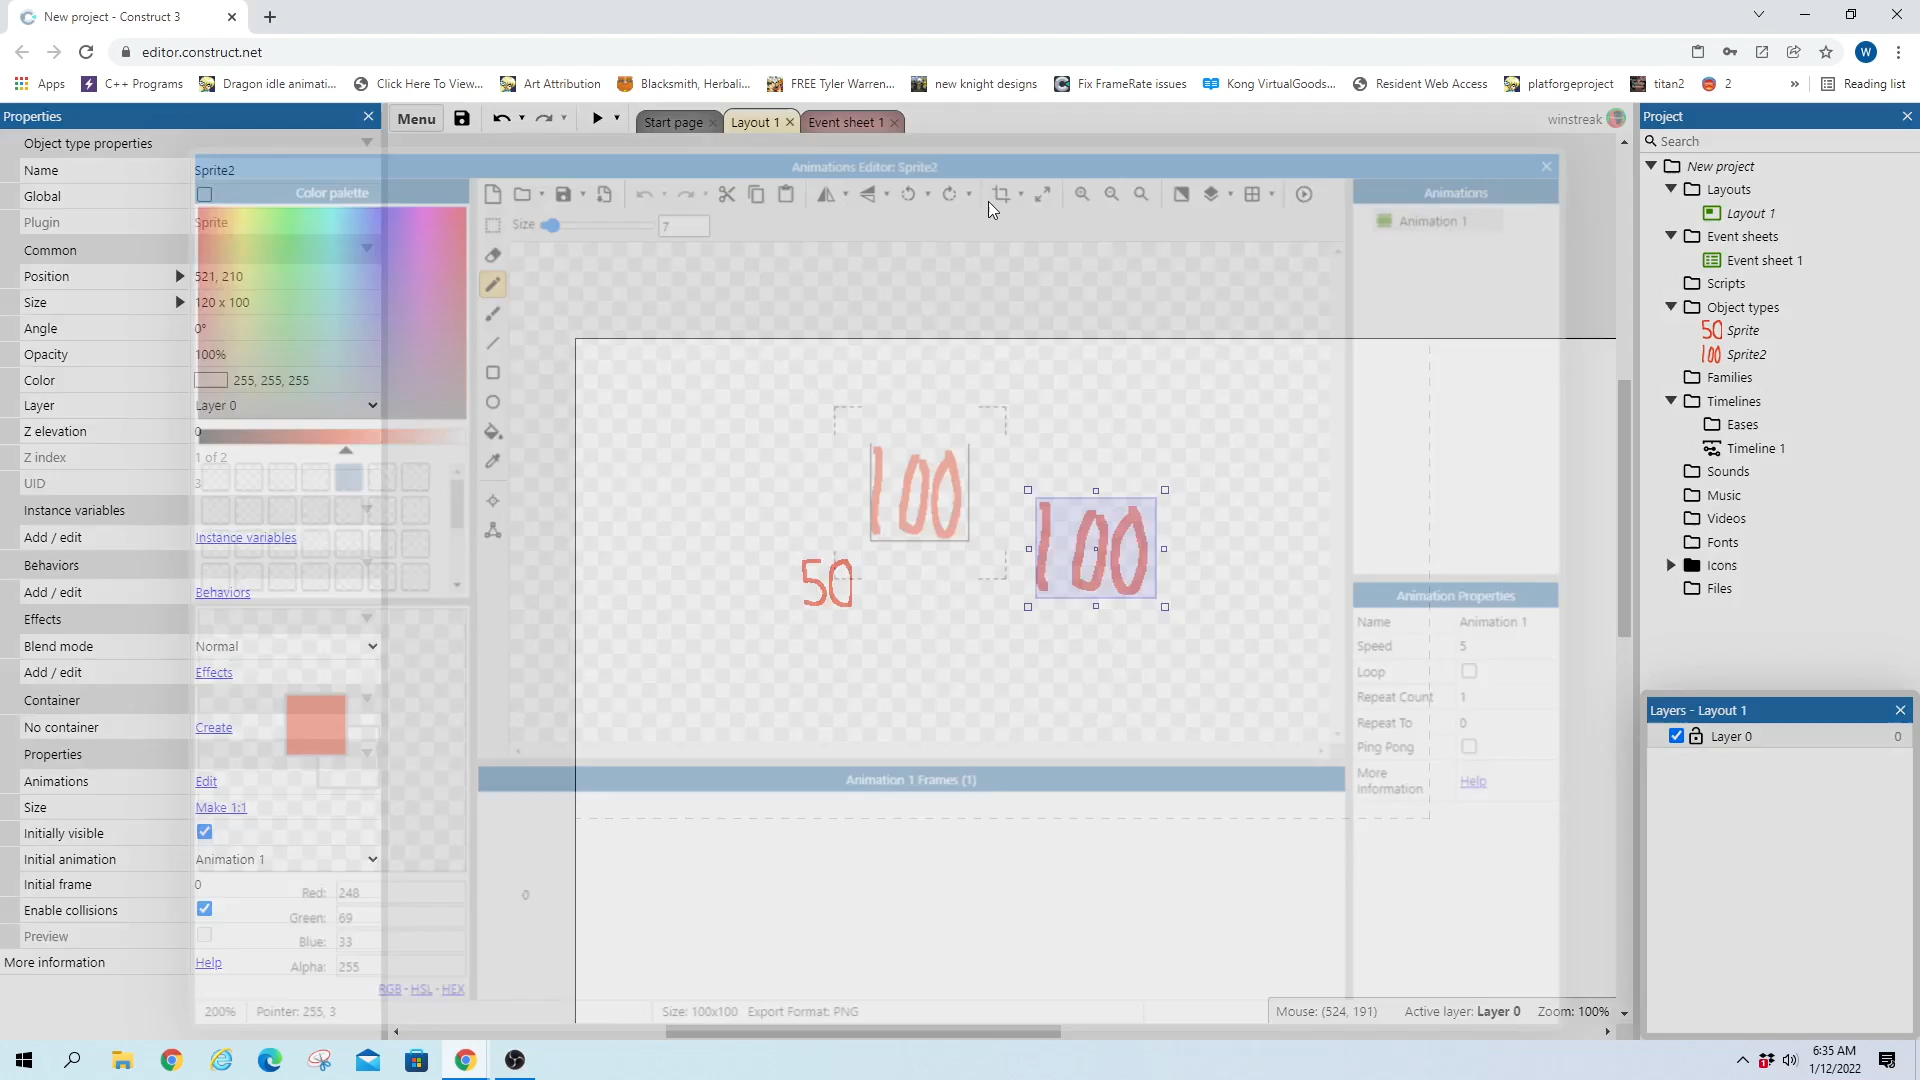 New project - Construct 3
editor.construct.net
W
Apps
C++ Programs
Dragon idle animati...
Click Here To View...
Art Attribution
Blacksmith, Herbali...
FREE Tyler Warren...
new knight designs
Fix FrameRate issues
Kong VirtualGoods...
Resident Web Access
platforgeproject
titan2
2
»
Reading list
Properties
Menu
Start page
Layout 1
Event sheet 1
winstreak
Project
Object type properties
Search
Name
Sprite2
Animations Editor: Sprite2
New project
Global
Color palette
Animations
Layouts
Plugin
Sprite
Size
7
Animation 1
Layout 1
Common
Event sheets
Position
521, 210
Event sheet 1
Size
120 x 100
Scripts
Angle
0°
Object types
Opacity
100%
50
Sprite
Color
255, 255, 255
100
Sprite2
Layer
Layer 0
Families
Z elevation
0
Timelines
Z index
1 of 2
Eases
UID
3
Timeline 1
Instance variables
Sounds
Add / edit
Instance variables
Music
Behaviors
Videos
Add / edit
Behaviors
Fonts
Effects
Icons
Blend mode
Normal
Files
Add / edit
Effects
100
100
50
Container
No container
Create
Properties
Animations
Edit
Size
Make 1:1
Initially visible
Initial animation
Animation 1
Initial frame
0
Enable collisions
Preview
More information
Help
Red:
248
Green:
69
Blue:
33
Alpha:
255
RGB - HSL - HEX
200%
Pointer: 255, 3
Animation 1 Frames (1)
0
Size: 100x100
Export Format: PNG
Animation Properties
Name
Animation 1
Speed
5
Loop
Repeat Count
1
Repeat To
0
Ping Pong
More
Information
Help
Layers - Layout 1
Layer 0
0
Mouse: (524, 191)
Active layer: Layer 0
Zoom: 100%
6:35 AM
1/12/2022